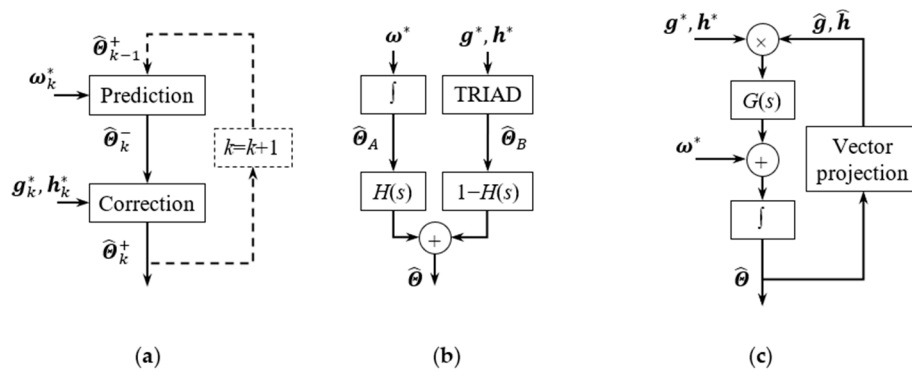 Θ̂⁺ₖ₋₁
ω*ₖ
Prediction
Θ̂⁻ₖ
k=k+1
g*ₖ, h*ₖ
Correction
Θ̂⁺ₖ
(a)
ω*
g*, h*
∫
TRIAD
Θ̂_A
Θ̂_B
H(s)
1−H(s)
+
Θ̂
(b)
g*, h*
ĝ, ĥ
×
G(s)
ω*
+
Vector
projection
∫
Θ̂
(c)